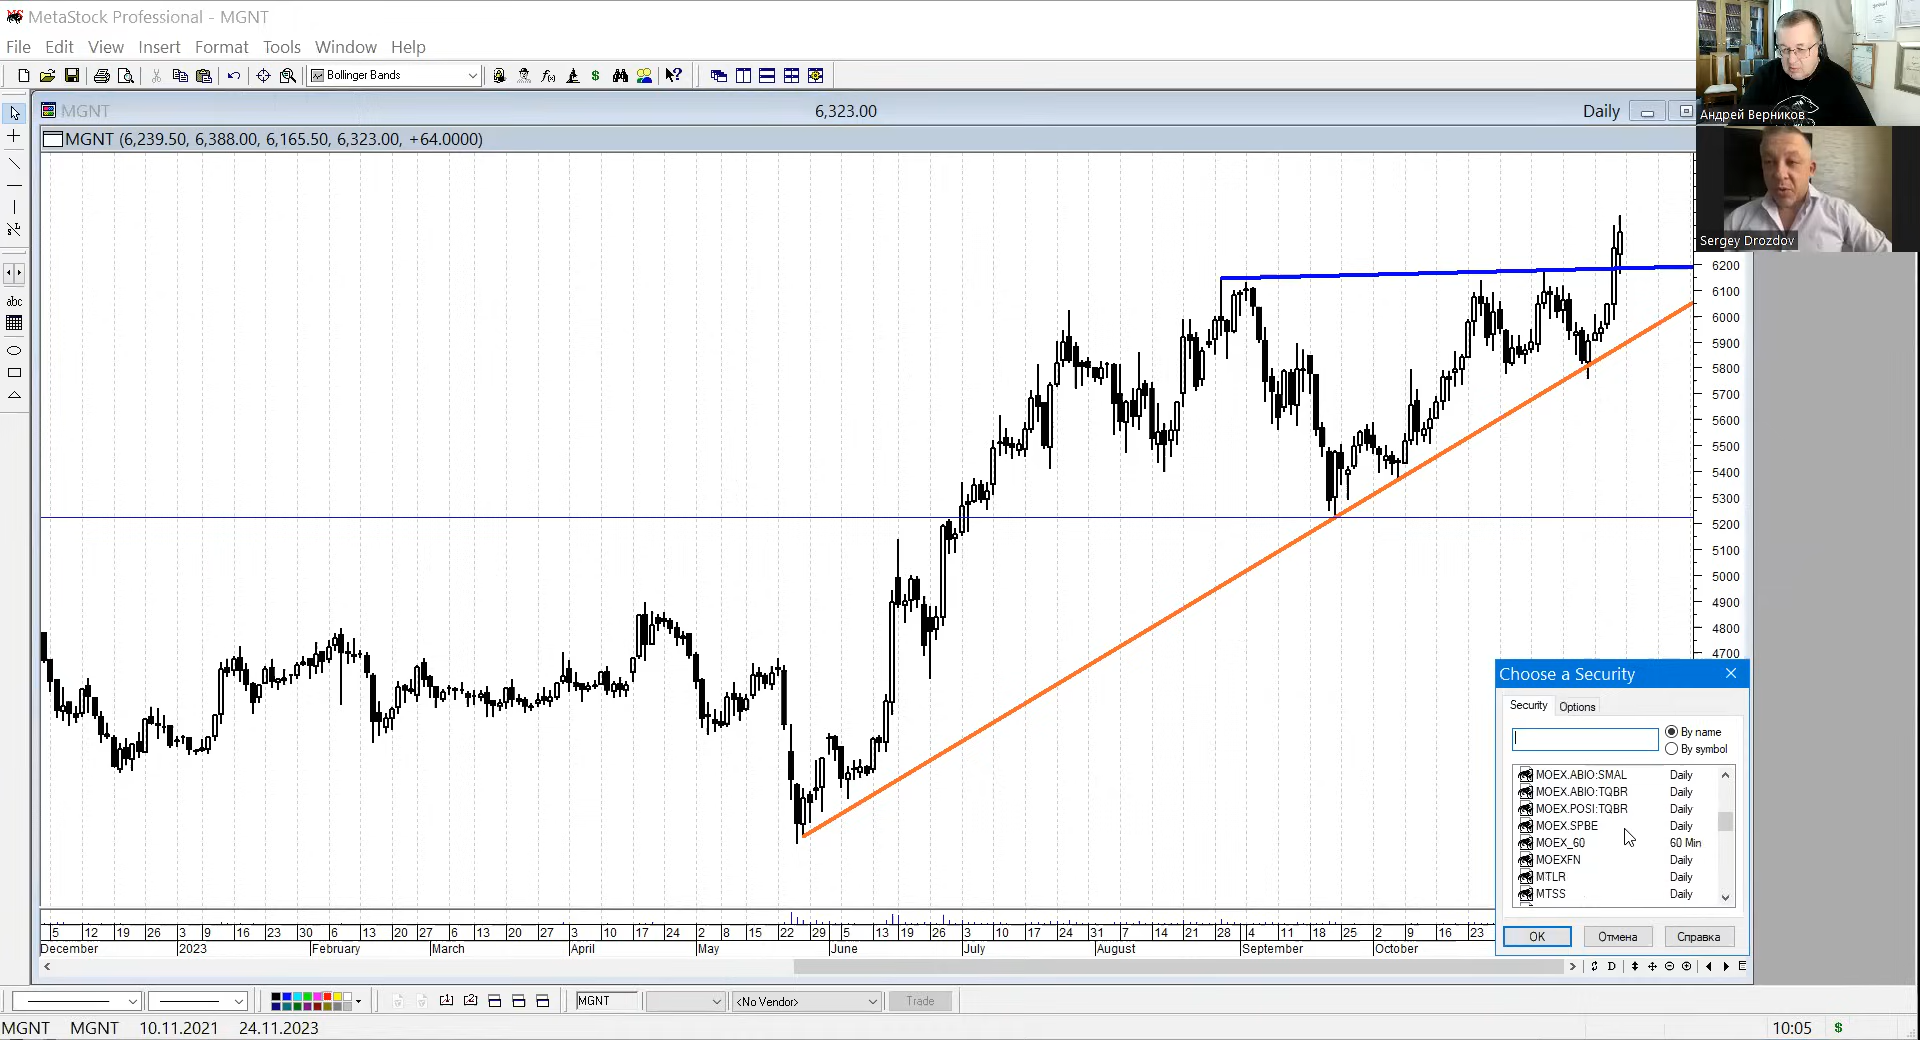 MetaStock Professional - MGNT
File Edit View Insert Format Tools Window Help
Bollinger Bands
MGNT 6,323.00 Daily
MGNT (6,239.50, 6,388.00, 6,165.50, 6,323.00, +64.0000)
Андрей Верников
Sergey Drozdov
abc
6200
6100
6000
5900
5800
5700
5600
5500
5400
5300
5200
5100
5000
4900
4800
4700
Choose a Security
Security Options
By name
By symbol
MOEX.ABIO:SMAL Daily
MOEX.ABIO:TQBR Daily
MOEX.POSI:TQBR Daily
MOEX.SPBE Daily
MOEX_60 60 Min
MOEXFN Daily
MTLR Daily
MTSS Daily
OK Отмена Справка
5 12 19 26 3 9 16 23 30 6 13 20 27 6 13 20 27 3 10 17 24 2 8 15 22 29 5 13 19 26 3 10 17 24 31 7 14 21 28 4 11 18 25 2 9 16 23
December 2023 February March April May June July August September October
D
MGNT <No Vendor> Trade
MGNT MGNT 10.11.2021 24.11.2023 10:05 $